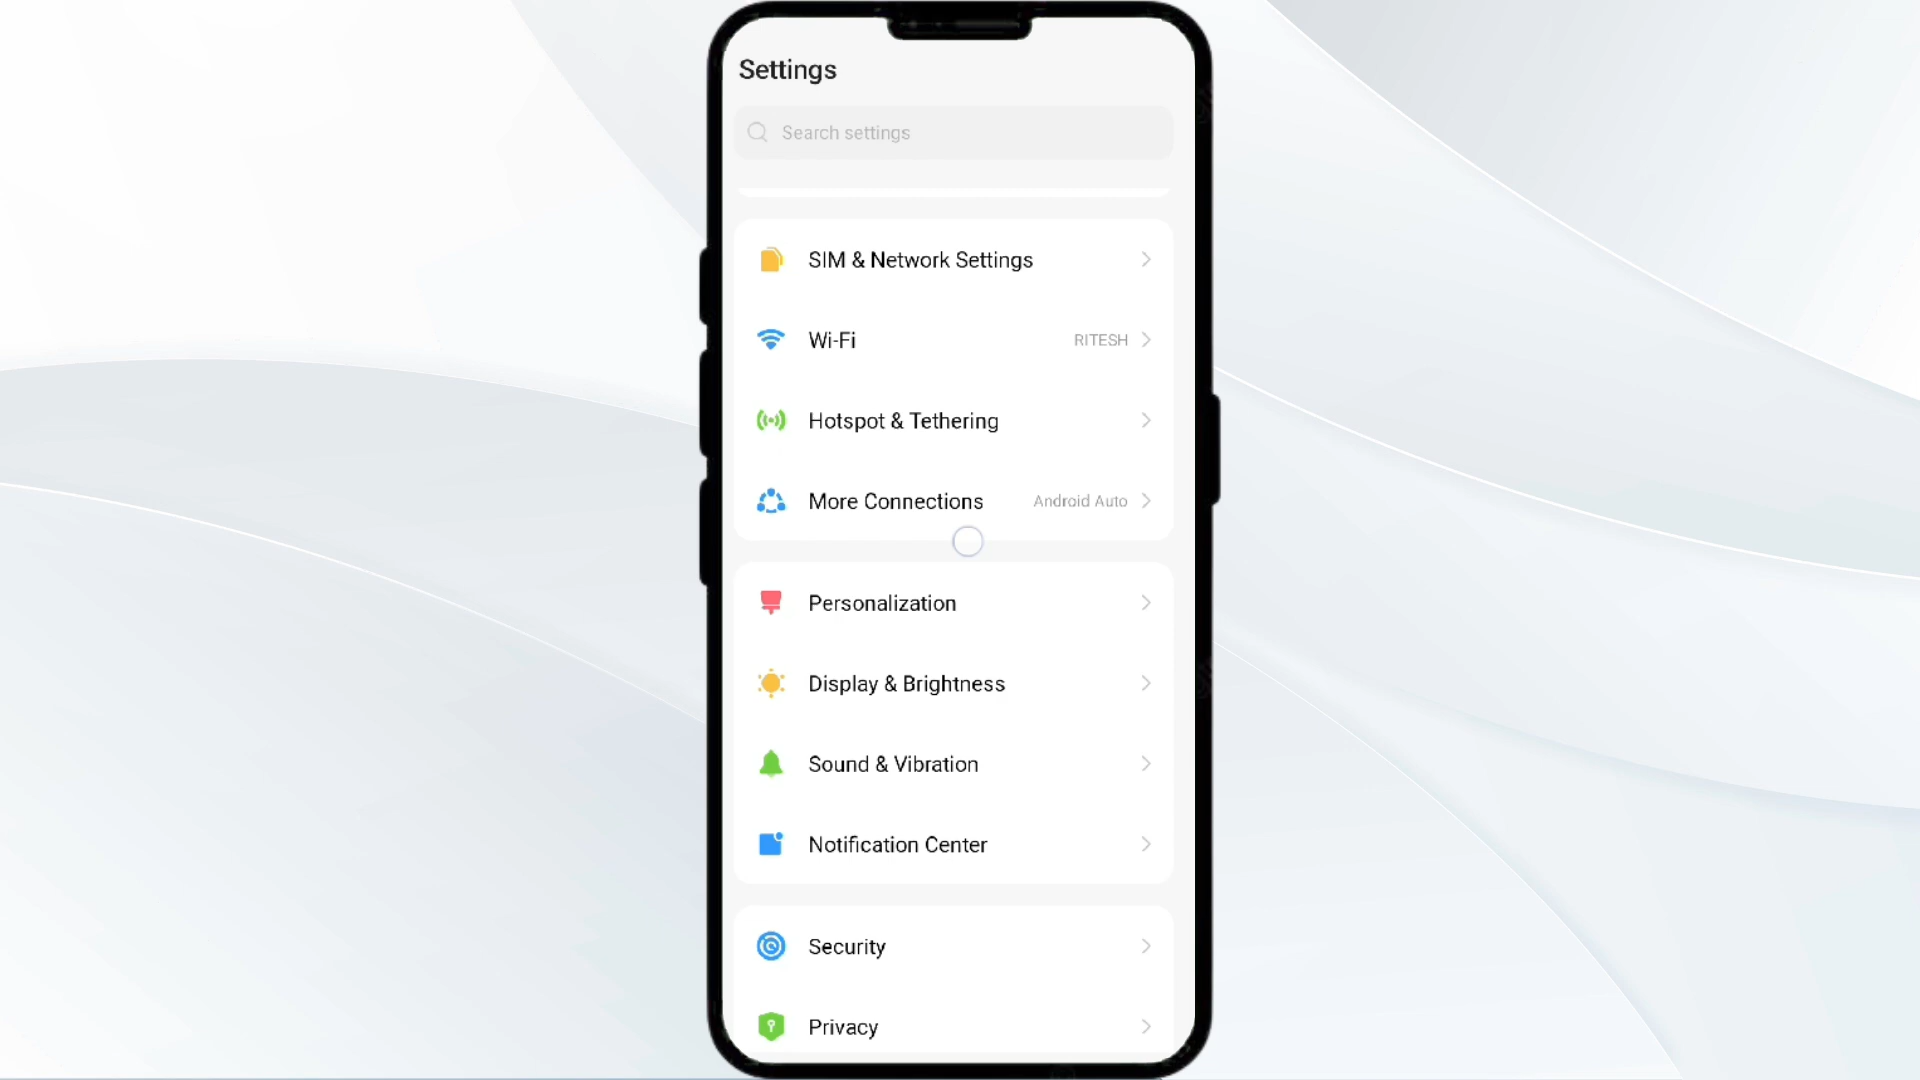 Settings
Search settings
SIM & Network Settings
Wi-Fi RITESH
Hotspot & Tethering
More Connections Android Auto
Personalization
Display & Brightness
Sound & Vibration
Notification Center
Security
Privacy